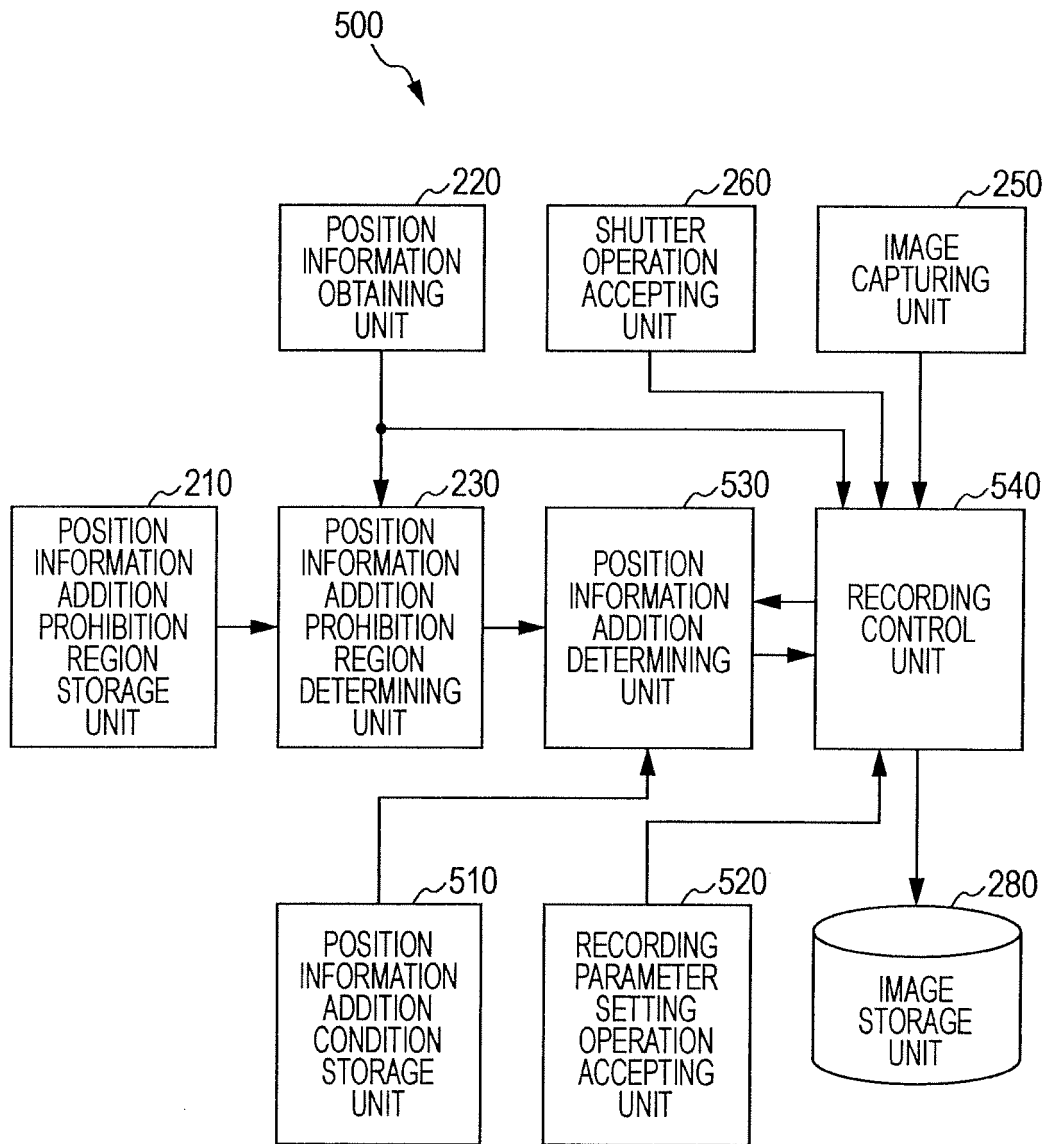 500
220
POSITION
INFORMATION
OBTAINING
UNIT
260
SHUTTER
OPERATION
ACCEPTING
UNIT
250
IMAGE
CAPTURING
UNIT
210
POSITION
INFORMATION
ADDITION
PROHIBITION
REGION
STORAGE
UNIT
230
POSITION
INFORMATION
ADDITION
PROHIBITION
REGION
DETERMINING
UNIT
530
POSITION
INFORMATION
ADDITION
DETERMINING
UNIT
540
RECORDING
CONTROL
UNIT
510
POSITION
INFORMATION
ADDITION
CONDITION
STORAGE
UNIT
520
RECORDING
PARAMETER
SETTING
OPERATION
ACCEPTING
UNIT
280
IMAGE
STORAGE
UNIT